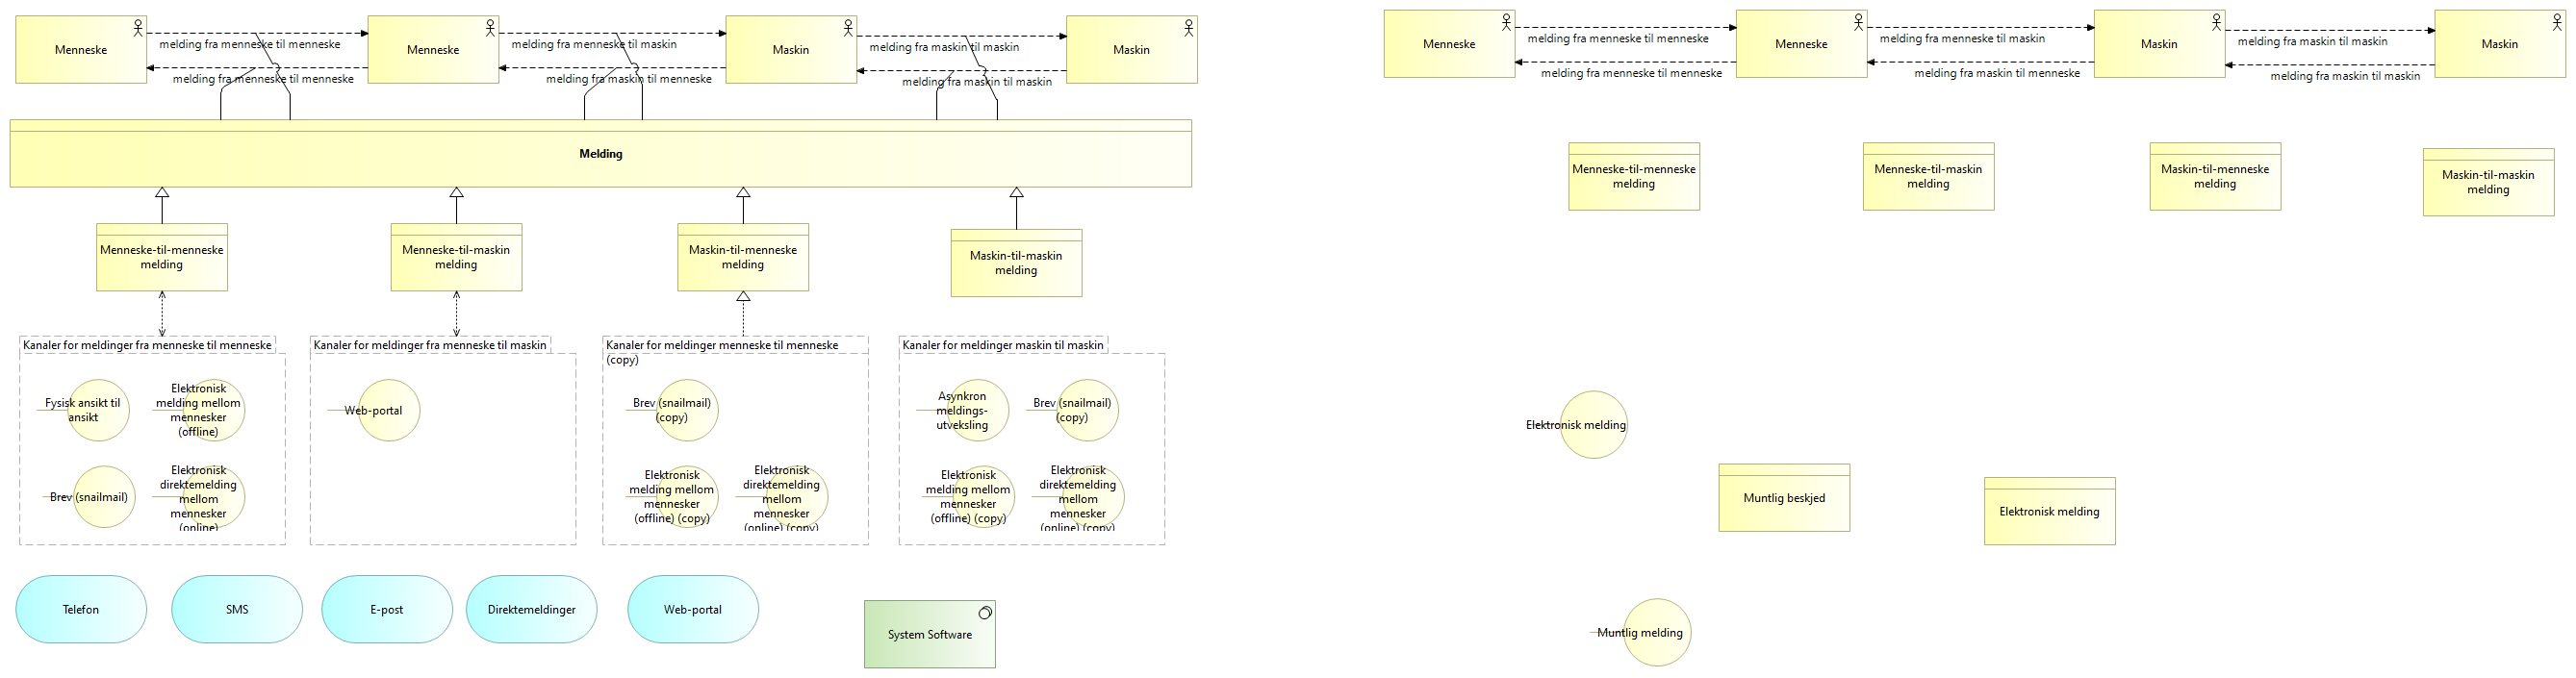 Menneske
melding fra menneske til menneske
melding fra menneske til menneske
Menneske
melding fra menneske til maskin
melding fra maskin til menneske
Maskin
melding fra maskin til maskin
melding fra maskin til maskin
Maskin
Melding
Menneske-til-menneske
melding
Menneske-til-maskin
melding
Maskin-til-menneske
melding
Maskin-til-maskin
melding
Kanaler for meldinger fra menneske til menneske
Fysisk ansikt til
ansikt
Elektronisk
melding mellom
mennesker
(offline)
Brev (snailmail)
Elektronisk
direktemelding
mellom
mennesker
(online)
Kanaler for meldinger fra menneske til maskin
Web-portal
Kanaler for meldinger menneske til menneske
(copy)
Brev (snailmail)
(copy)
Elektronisk
melding mellom
mennesker
(offline) (copy)
Elektronisk
direktemelding
mellom
mennesker
(online) (copy)
Kanaler for meldinger maskin til maskin
Asynkron
meldings-
utveksling
Brev (snailmail)
(copy)
Elektronisk
melding mellom
mennesker
(offline) (copy)
Elektronisk
direktemelding
mellom
mennesker
(online) (copy)
Telefon
SMS
E-post
Direktemeldinger
Web-portal
System Software
Menneske
melding fra menneske til menneske
melding fra menneske til menneske
Menneske
melding fra menneske til maskin
melding fra maskin til menneske
Maskin
melding fra maskin til maskin
melding fra maskin til maskin
Maskin
Menneske-til-menneske
melding
Menneske-til-maskin
melding
Maskin-til-menneske
melding
Maskin-til-maskin
melding
Elektronisk melding
Muntlig beskjed
Elektronisk melding
Muntlig melding